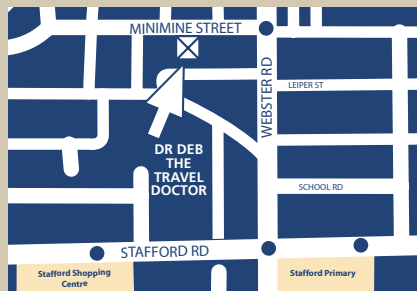 MINIMINE STREET
WEBSTER RD
LEIPER ST
DR DEB
THE
TRAVEL
DOCTOR
SCHOOL RD
STAFFORD RD
Stafford Shopping
Centre
Stafford Primary